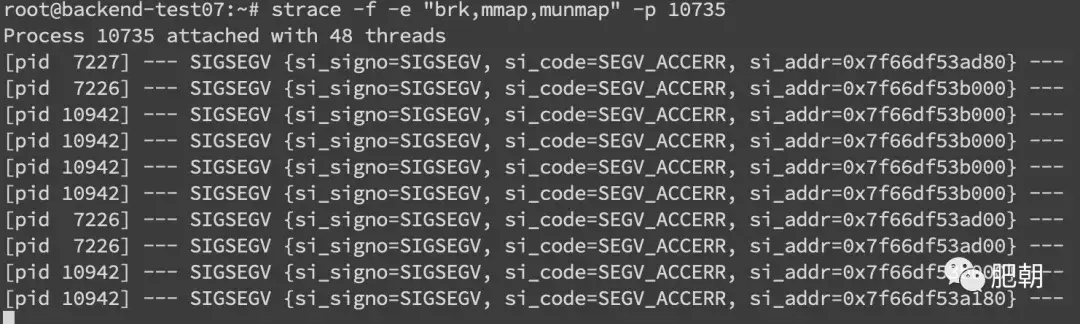 root@backend-test07:~# strace -f -e "brk,mmap,munmap" -p 10735
Process 10735 attached with 48 threads
[pid  7227] --- SIGSEGV {si_signo=SIGSEGV, si_code=SEGV_ACCERR, si_addr=0x7f66df53ad80} ---
[pid  7226] --- SIGSEGV {si_signo=SIGSEGV, si_code=SEGV_ACCERR, si_addr=0x7f66df53b000} ---
[pid 10942] --- SIGSEGV {si_signo=SIGSEGV, si_code=SEGV_ACCERR, si_addr=0x7f66df53b000} ---
[pid 10942] --- SIGSEGV {si_signo=SIGSEGV, si_code=SEGV_ACCERR, si_addr=0x7f66df53b000} ---
[pid 10942] --- SIGSEGV {si_signo=SIGSEGV, si_code=SEGV_ACCERR, si_addr=0x7f66df53b000} ---
[pid 10942] --- SIGSEGV {si_signo=SIGSEGV, si_code=SEGV_ACCERR, si_addr=0x7f66df53b000} ---
[pid  7226] --- SIGSEGV {si_signo=SIGSEGV, si_code=SEGV_ACCERR, si_addr=0x7f66df53ad00} ---
[pid  7226] --- SIGSEGV {si_signo=SIGSEGV, si_code=SEGV_ACCERR, si_addr=0x7f66df53ad00} ---
[pid 10942] --- SIGSEGV {si_signo=SIGSEGV, si_code=SEGV_ACCERR, ---
[pid 10942] --- SIGSEGV {si_signo=SIGSEGV, si_code=SEGV_ACCERR, si_addr=0x7f66df53a180} ---
肥朝